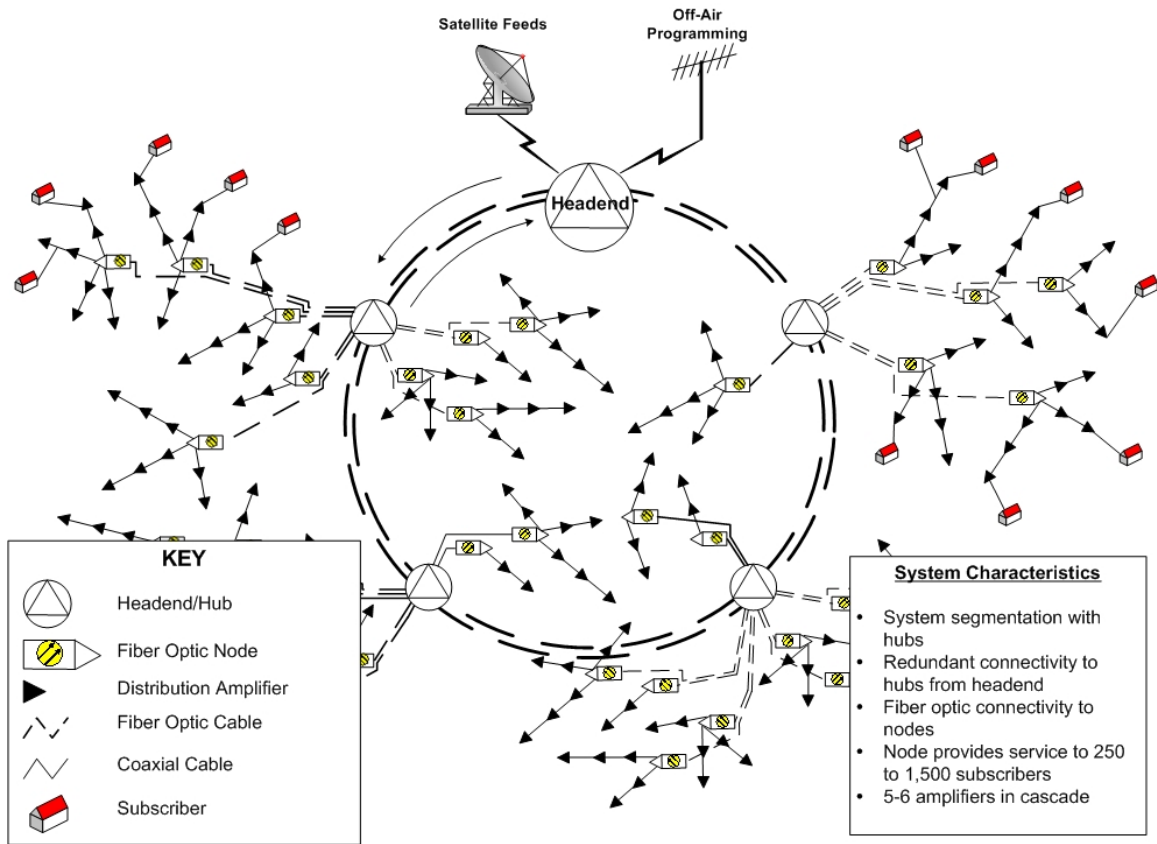 Satellite Feeds
Off-Air
Programming
Headend
KEY
Headend/Hub
Fiber Optic Node
Distribution Amplifier
Fiber Optic Cable
Coaxial Cable
Subscriber
System Characteristics
• System segmentation with
hubs
• Redundant connectivity to
hubs from headend
• Fiber optic connectivity to
nodes
• Node provides service to 250
to 1,500 subscribers
• 5-6 amplifiers in cascade